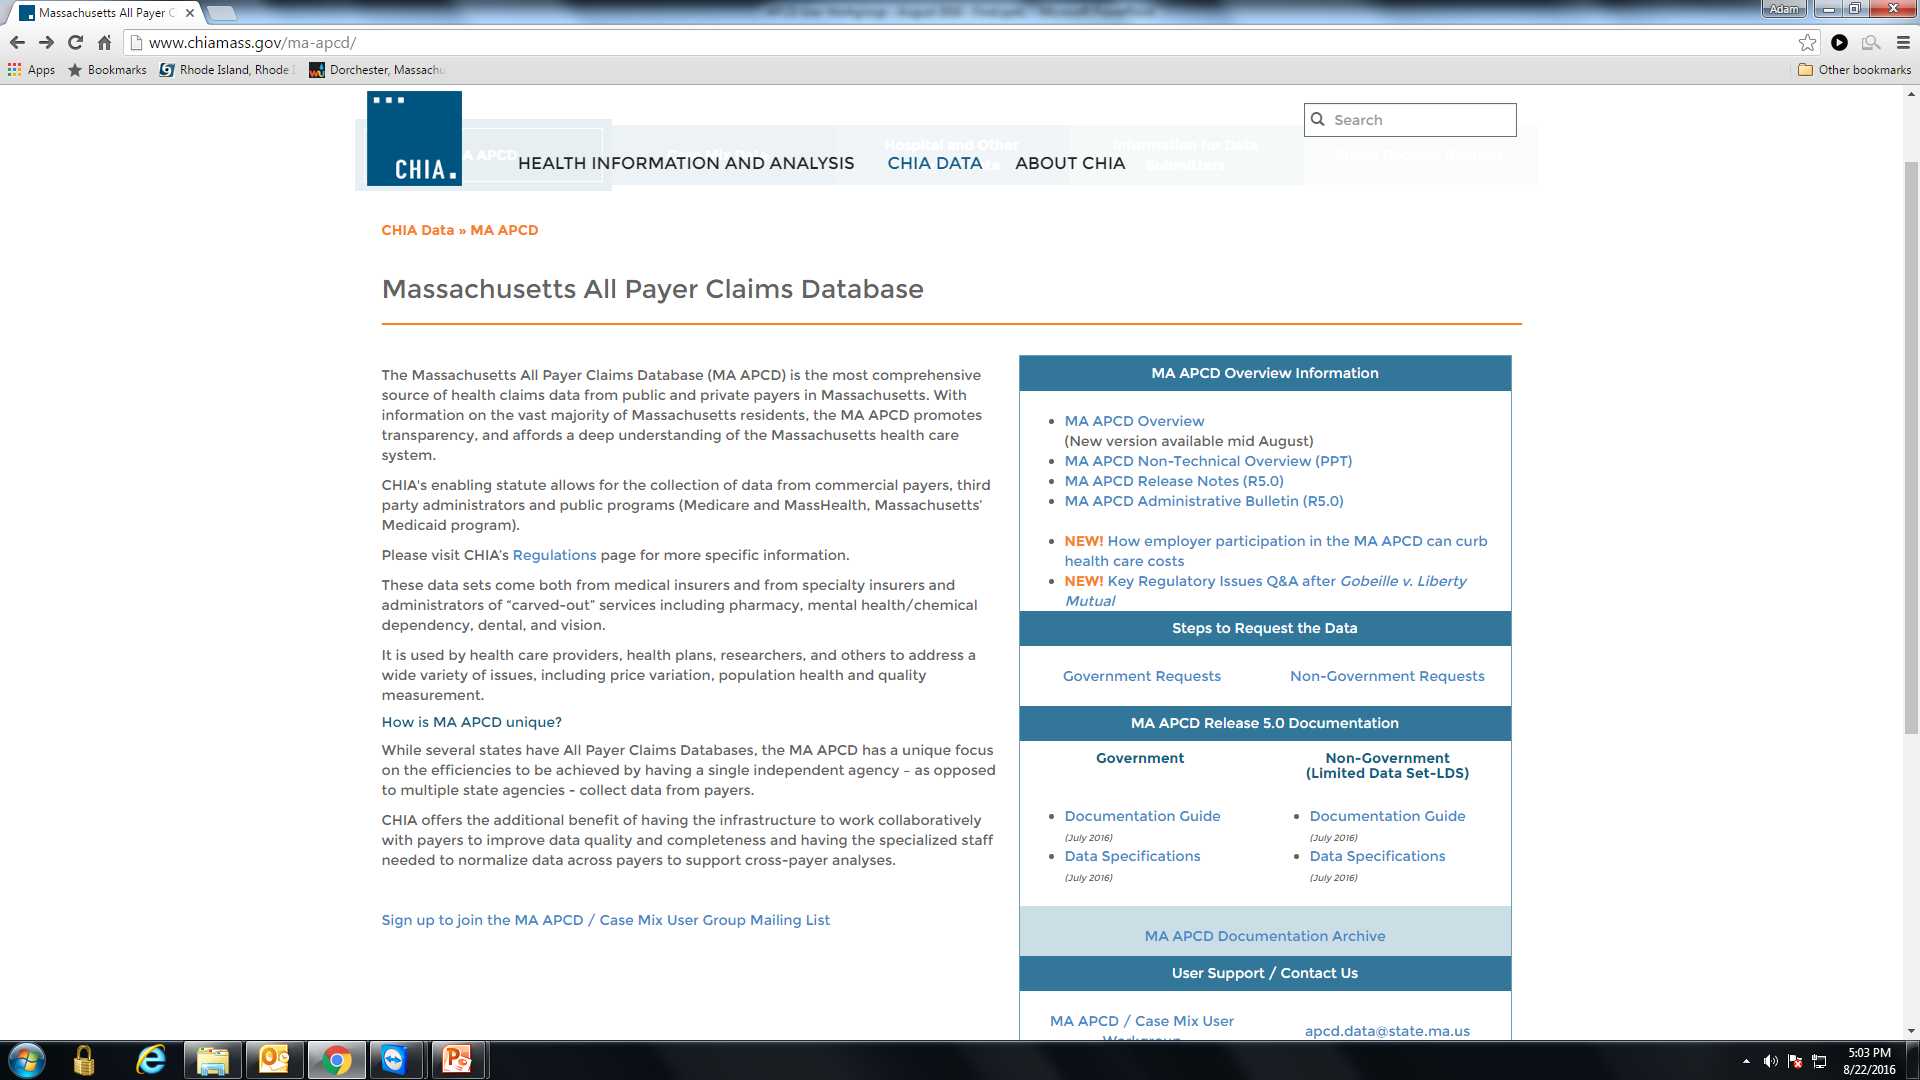 Massachusetts All Payer C
Adam
www.chiamass.gov/ma-apcd/
Apps
Bookmarks
Rhode Island, Rhode I
Dorchester, Massachu
Other bookmarks
CHIA.
Search
HEALTH INFORMATION AND ANALYSIS
CHIA DATA
ABOUT CHIA
Hospital and Other
Information for Data
Submitters
Public Records Request
CHIA Data » MA APCD
Massachusetts All Payer Claims Database
The Massachusetts All Payer Claims Database (MA APCD) is the most comprehensive
source of health claims data from public and private payers in Massachusetts. With
information on the vast majority of Massachusetts residents, the MA APCD promotes
transparency, and affords a deep understanding of the Massachusetts health care
system.
CHIA's enabling statute allows for the collection of data from commercial payers, third
party administrators and public programs (Medicare and MassHealth, Massachusetts’
Medicaid program).
Please visit CHIA’s Regulations page for more specific information.
These data sets come both from medical insurers and from specialty insurers and
administrators of “carved-out” services including pharmacy, mental health/chemical
dependency, dental, and vision.
It is used by health care providers, health plans, researchers, and others to address a
wide variety of issues, including price variation, population health and quality
measurement.
How is MA APCD unique?
While several states have All Payer Claims Databases, the MA APCD has a unique focus
on the efficiencies to be achieved by having a single independent agency – as opposed
to multiple state agencies - collect data from payers.
CHIA offers the additional benefit of having the infrastructure to work collaboratively
with payers to improve data quality and completeness and having the specialized staff
needed to normalize data across payers to support cross-payer analyses.
Sign up to join the MA APCD / Case Mix User Group Mailing List
MA APCD Overview Information
MA APCD Overview
(New version available mid August)
MA APCD Non-Technical Overview (PPT)
MA APCD Release Notes (R5.0)
MA APCD Administrative Bulletin (R5.0)
NEW! How employer participation in the MA APCD can curb
health care costs
NEW! Key Regulatory Issues Q&A after Gobeille v. Liberty
Mutual
Steps to Request the Data
Government Requests
Non-Government Requests
MA APCD Release 5.0 Documentation
Government
Documentation Guide
(July 2016)
Data Specifications
(July 2016)
Non-Government
(Limited Data Set-LDS)
Documentation Guide
(July 2016)
Data Specifications
(July 2016)
MA APCD Documentation Archive
User Support / Contact Us
MA APCD / Case Mix User
Workgroup
apcd.data@state.ma.us
5:03 PM
8/22/2016